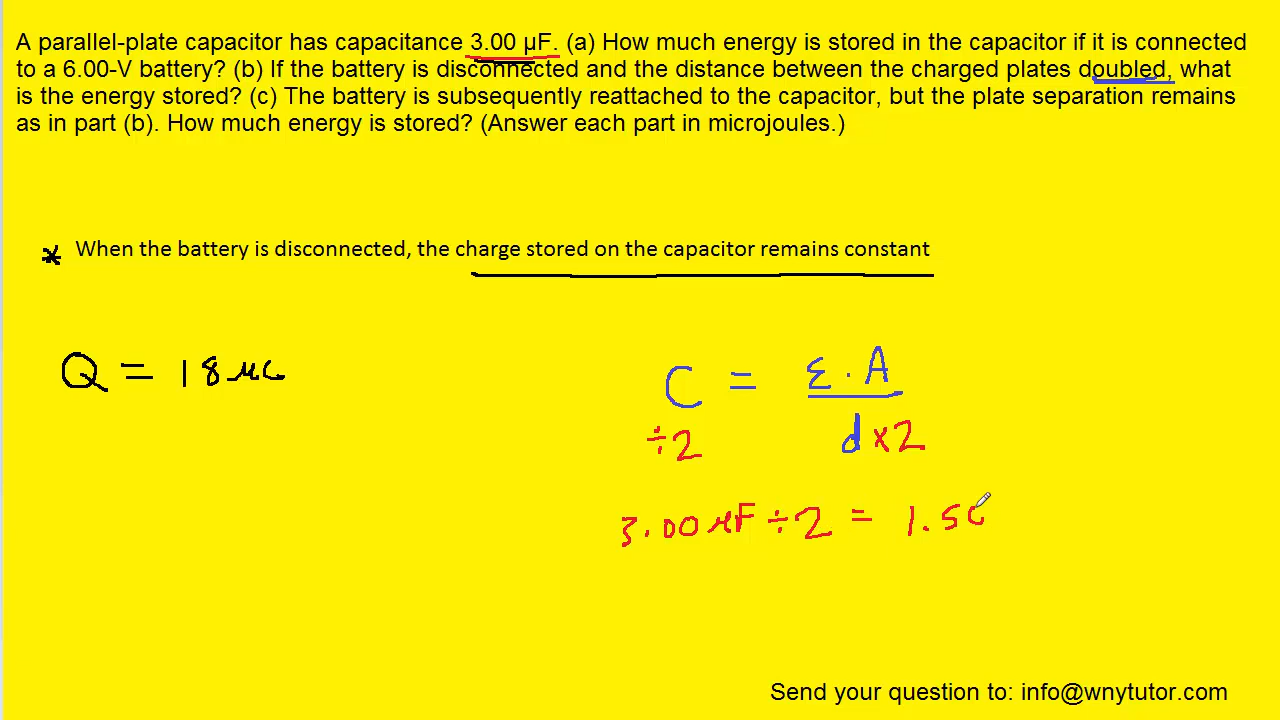 A parallel-plate capacitor has capacitance 3.00 µF. (a) How much energy is stored in the capacitor if it is connected
to a 6.00-V battery? (b) If the battery is disconnected and the distance between the charged plates doubled, what
is the energy stored? (c) The battery is subsequently reattached to the capacitor, but the plate separation remains
as in part (b). How much energy is stored? (Answer each part in microjoules.)
* When the battery is disconnected, the charge stored on the capacitor remains constant
Q = 18 µC
C = ε · A
÷2 d ×2
3.00 µF ÷ 2 = 1.50
Send your question to: info@wnytutor.com